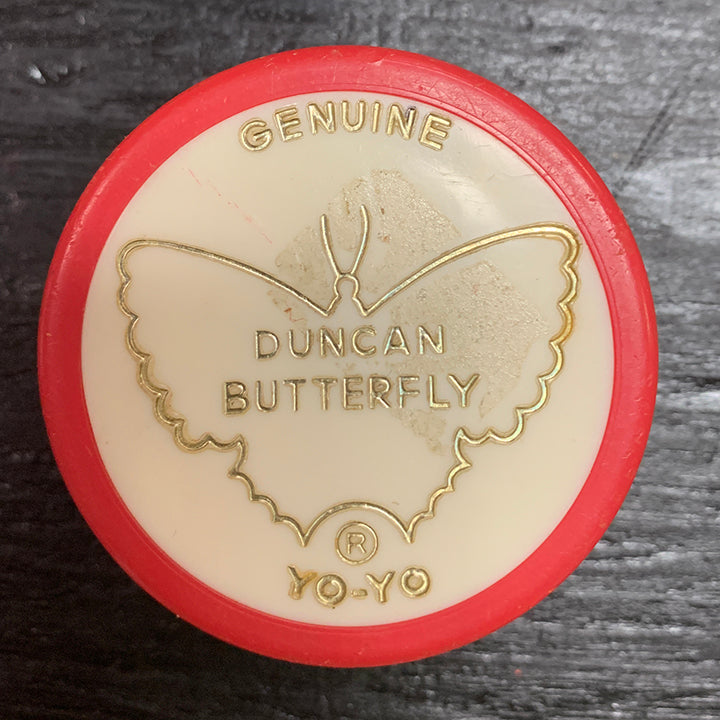 GENUINE
DUNCAN
BUTTERFLY
®
YO-YO